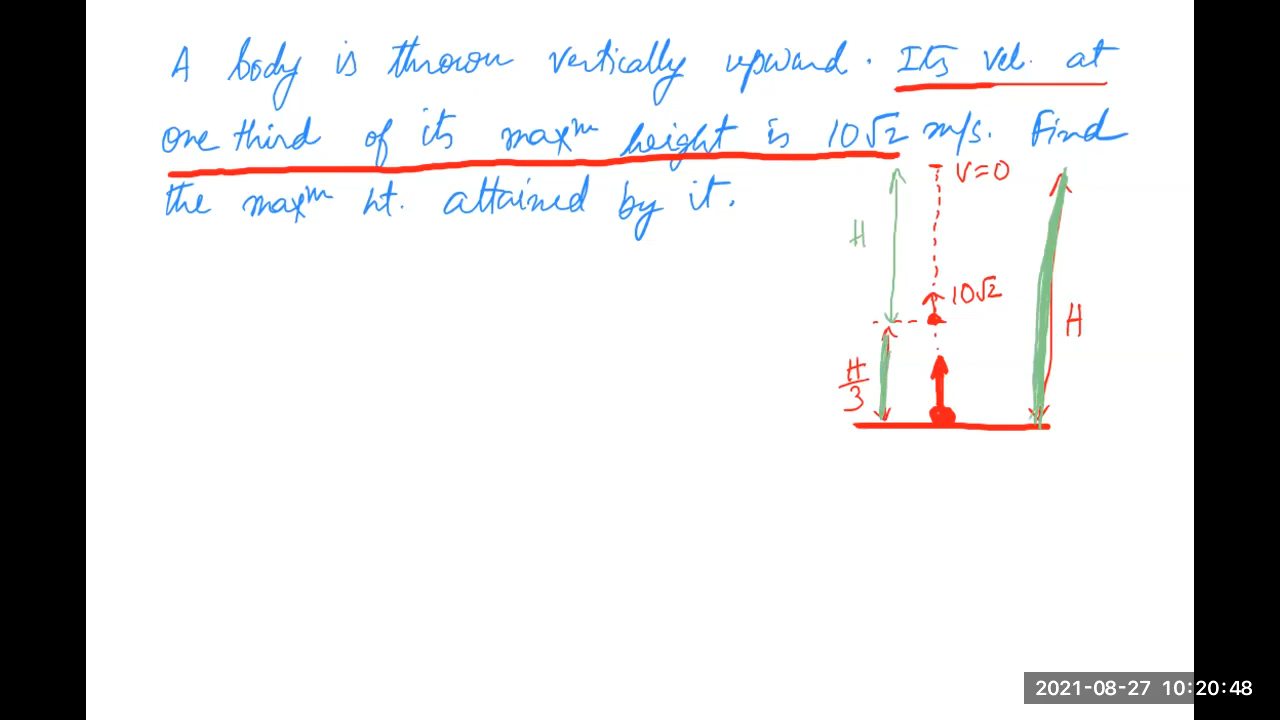 A body is thrown vertically upward. Its vel. at
one third of its maxᵐ height is 10√2 m/s. Find
the maxᵐ ht. attained by it.
V=0
H
10√2
H
H/3
2021-08-27 10:20:48